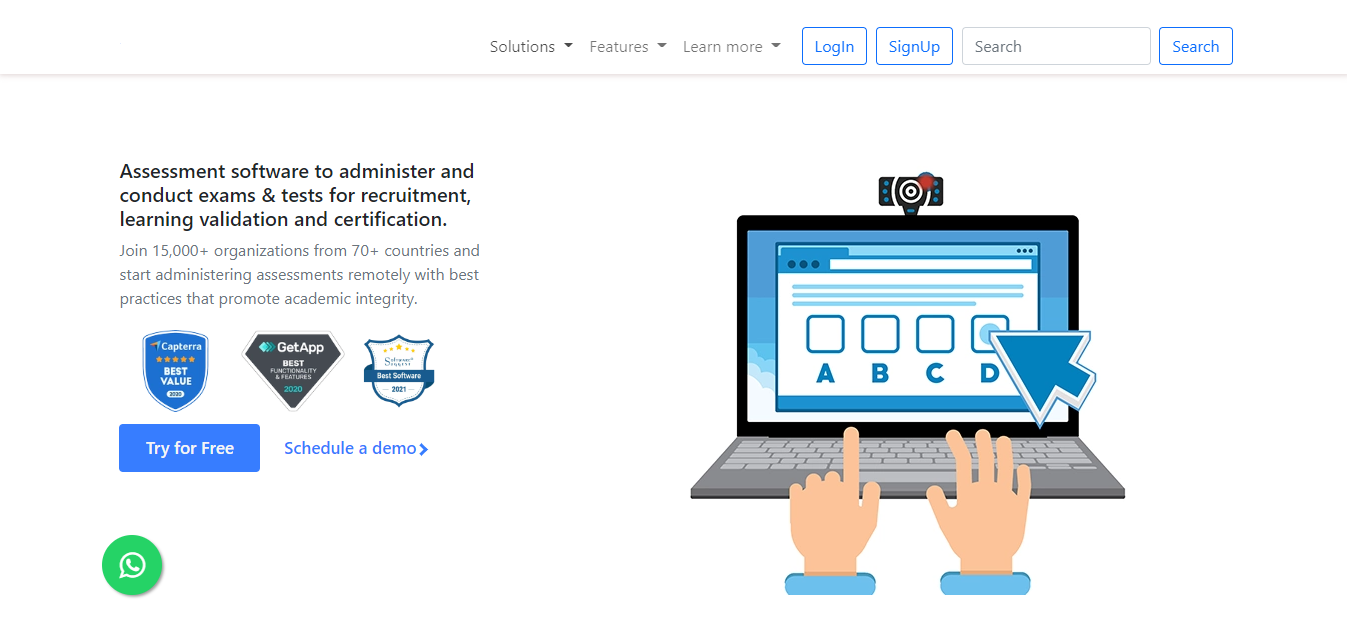 Solutions Features Learn more LogIn SignUp Search Search
Assessment software to administer and
conduct exams & tests for recruitment,
learning validation and certification.
Join 15,000+ organizations from 70+ countries and
start administering assessments remotely with best
practices that promote academic integrity.
Capterra
BEST
VALUE
2020
GetApp
BEST
FUNCTIONALITY
& FEATURES
2020
Software
Suggest
Best Software
2021
Try for Free Schedule a demo
A B C D